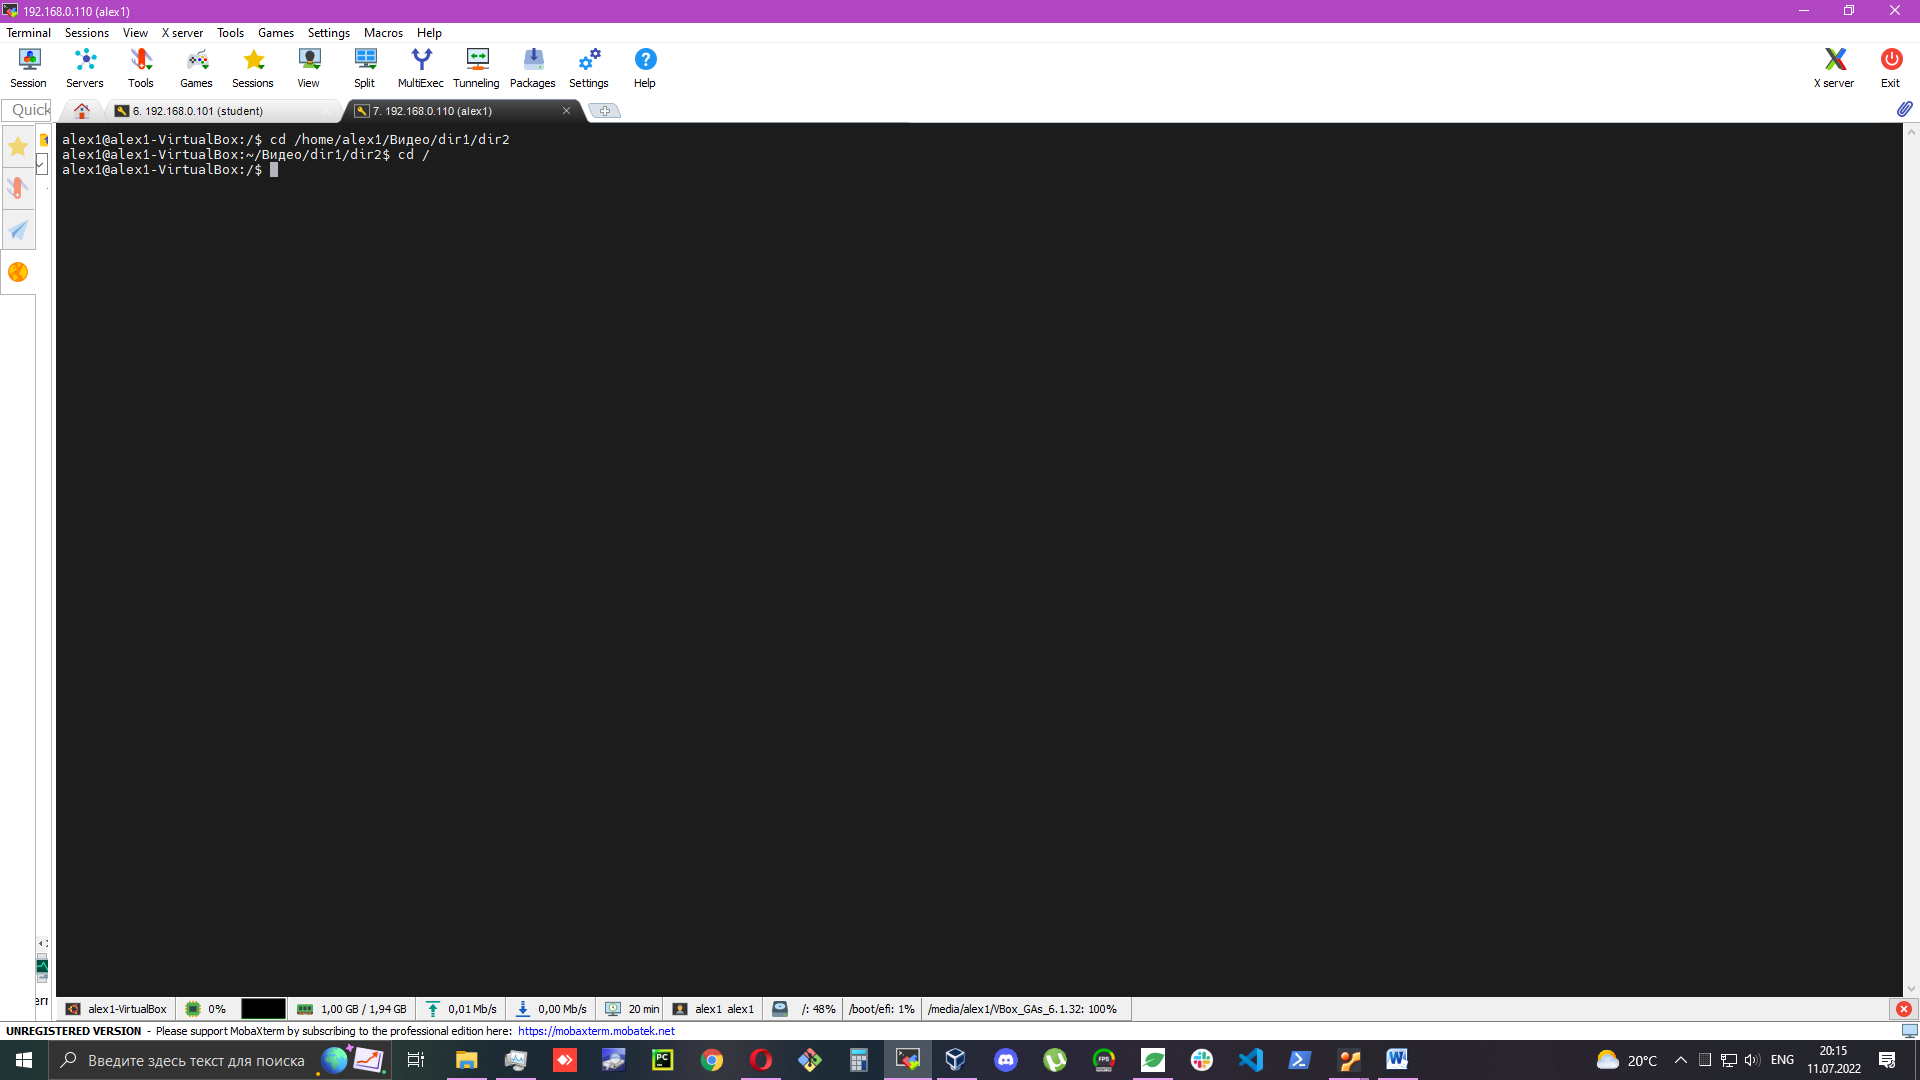 192.168.0.110 (alex1)
Terminal Sessions View X server Tools Games Settings Macros Help
Session Servers Tools Games Sessions View Split MultiExec Tunneling Packages Settings Help X server Exit
Quick 6. 192.168.0.101 (student) 7. 192.168.0.110 (alex1)
alex1@alex1-VirtualBox:/$ cd /home/alex1/Видео/dir1/dir2
alex1@alex1-VirtualBox:~/Видео/dir1/dir2$ cd /
alex1@alex1-VirtualBox:/$
alex1-VirtualBox 0% 1,00 GB / 1,94 GB 0,01 Mb/s 0,00 Mb/s 20 min alex1 alex1 /: 48% /boot/efi: 1% /media/alex1/VBox_GAs_6.1.32: 100%
UNREGISTERED VERSION - Please support MobaXterm by subscribing to the professional edition here: https://mobaxterm.mobatek.net
Введите здесь текст для поиска 20°C ENG 20:15
11.07.2022